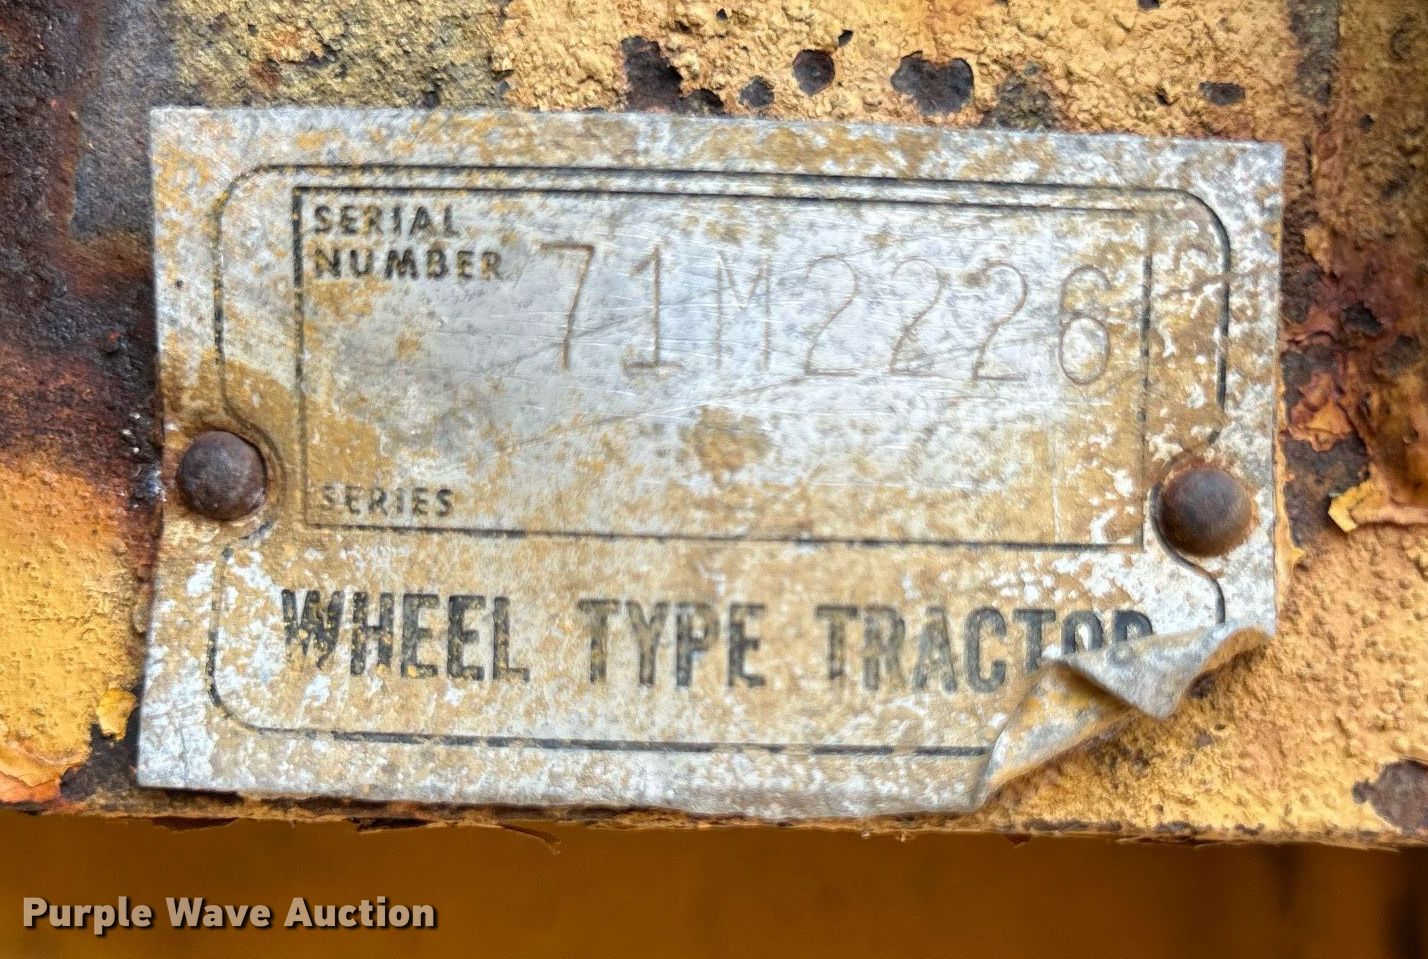 SERIAL
NUMBER 71M2226
SERIES
WHEEL TYPE TRACTOR
Purple Wave Auction